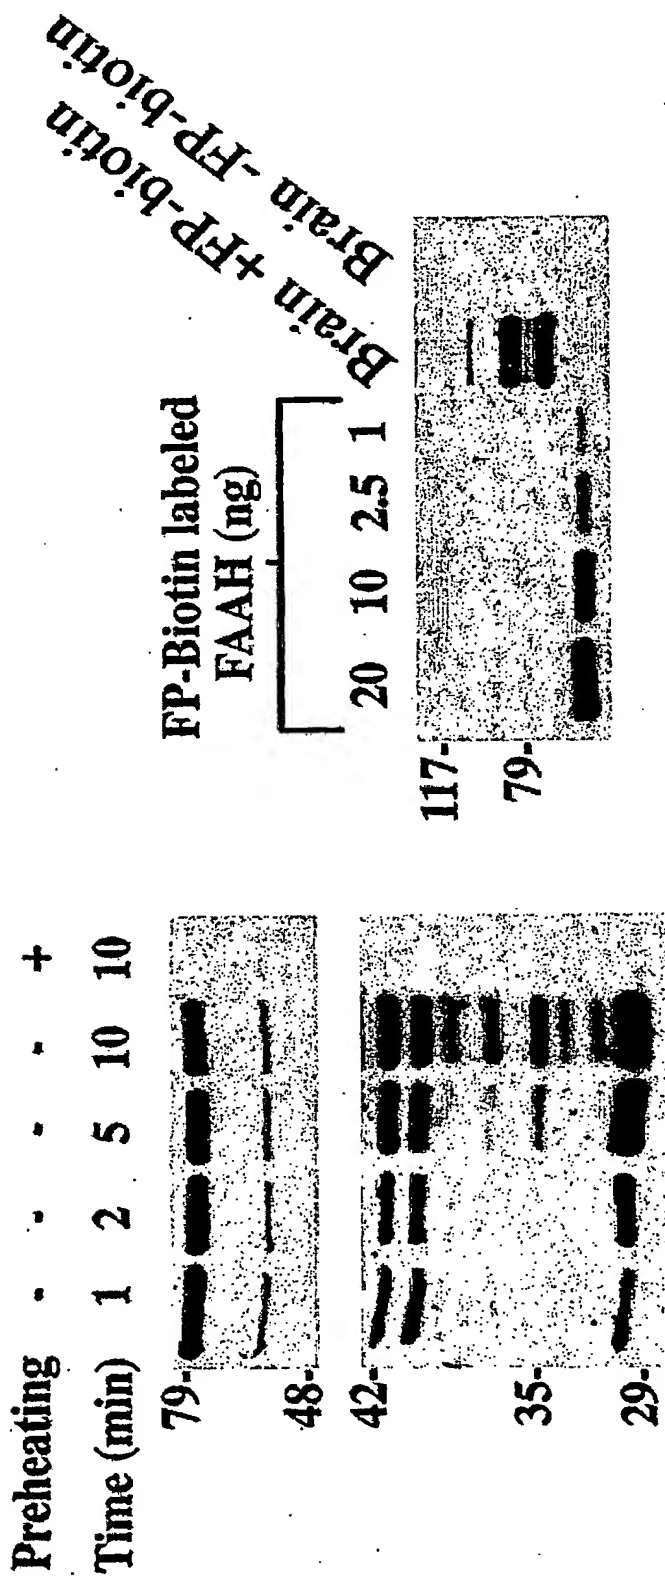 Preheating - - - - +
Time (min) 1 2 5 10 10
79-
48-
42-
35-
29-
FP-Biotin labeled
FAAH (ng)
20 10 2.5 1
Brain +FP-biotin
Brain -FP-biotin
117-
79-